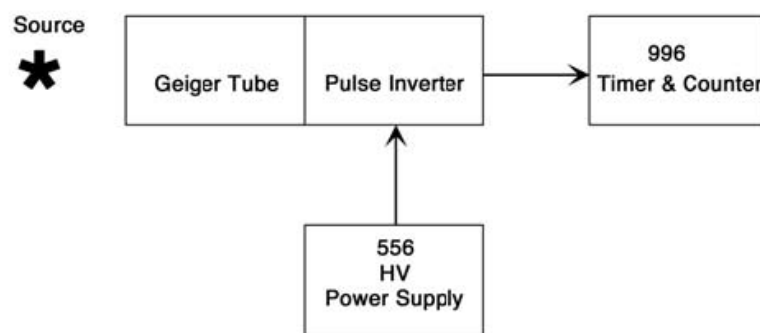 Source
Geiger Tube
Pulse Inverter
996
Timer & Counter
556
HV
Power Supply